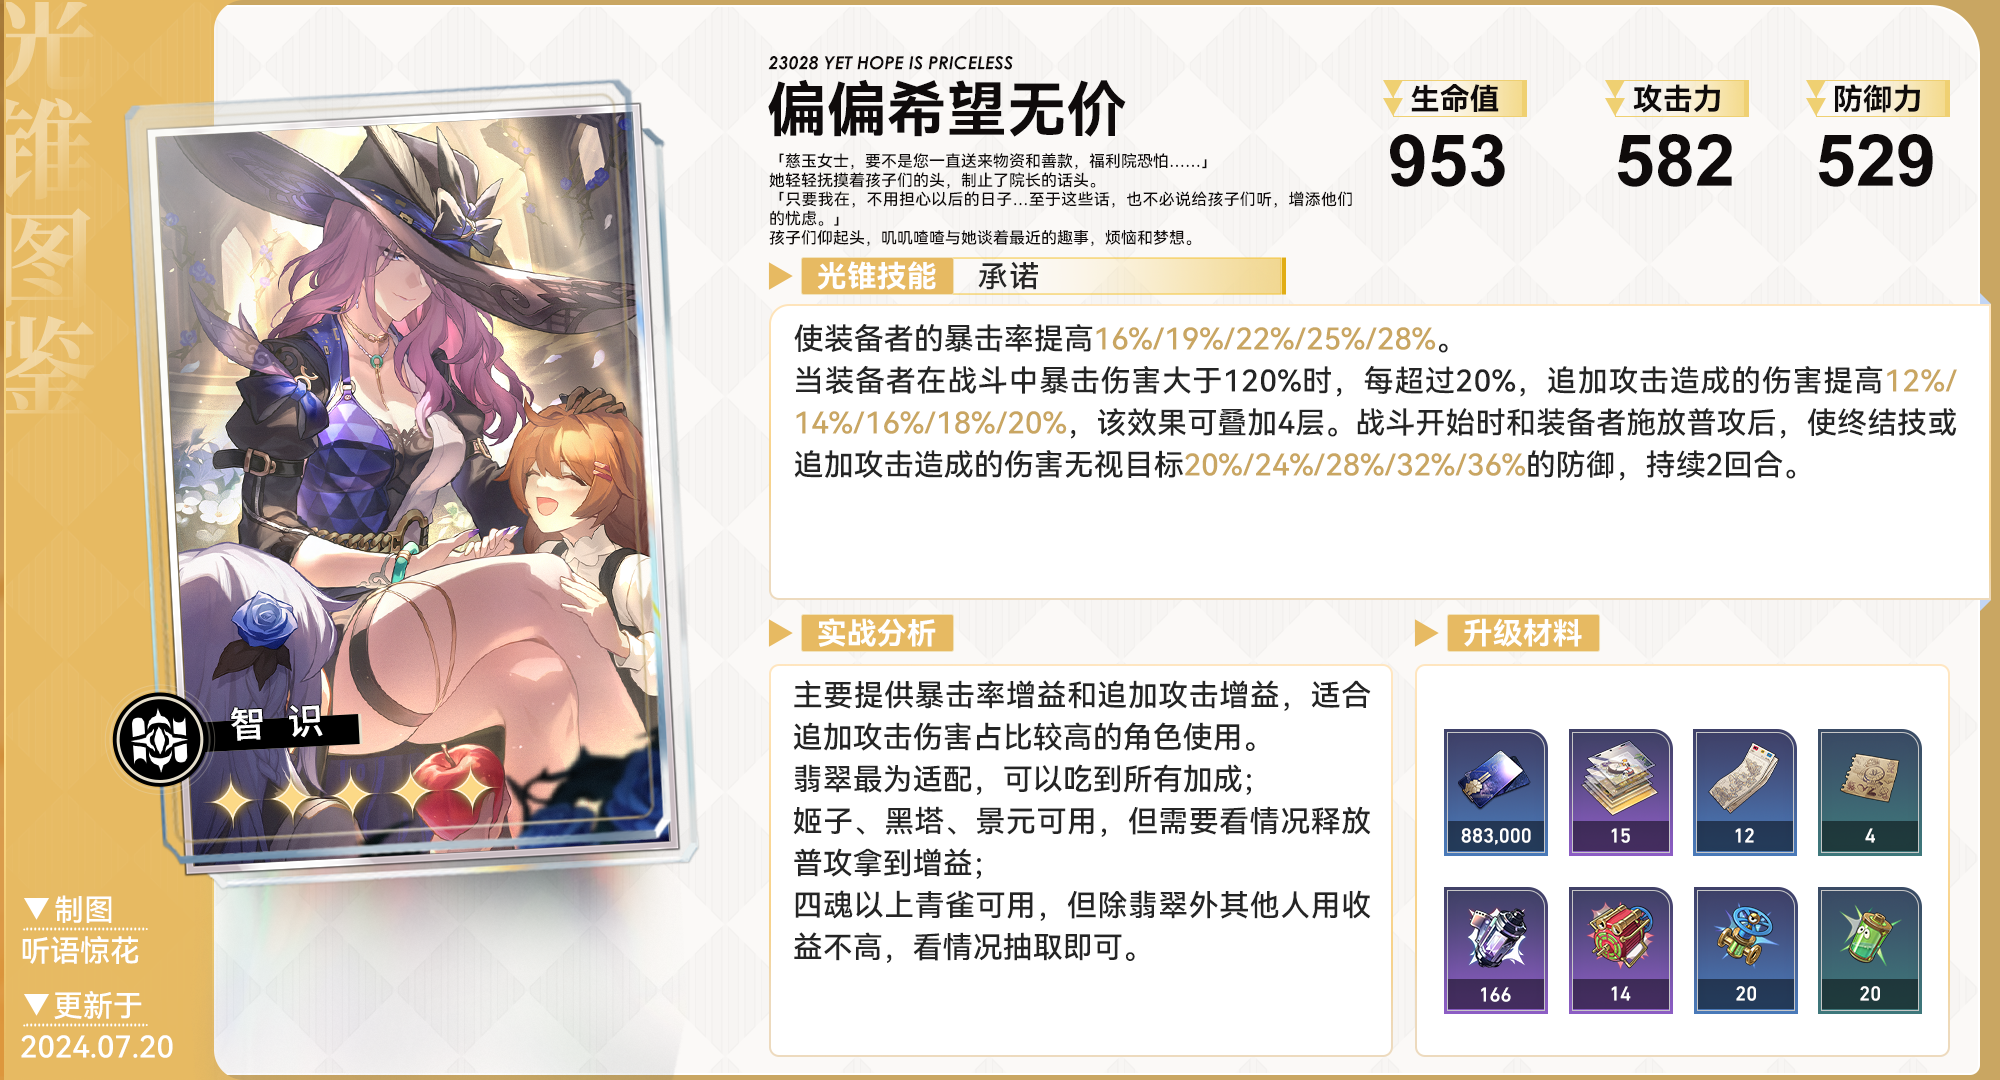 光锥图鉴
23028 YET HOPE IS PRICELESS
偏偏希望无价
「慈玉女士，要不是您一直送来物资和善款，福利院恐怕……」
她轻轻抚摸着孩子们的头，制止了院长的话头。
「只要我在，不用担心以后的日子…至于这些话，也不必说给孩子们听，增添他们
的忧虑。」
孩子们仰起头，叽叽喳喳与她谈着最近的趣事，烦恼和梦想。
生命值
953
攻击力
582
防御力
529
光锥技能
承诺
使装备者的暴击率提高16%/19%/22%/25%/28%。
当装备者在战斗中暴击伤害大于120%时，每超过20%，追加攻击造成的伤害提高12%/
14%/16%/18%/20%，该效果可叠加4层。战斗开始时和装备者施放普攻后，使终结技或
追加攻击造成的伤害无视目标20%/24%/28%/32%/36%的防御，持续2回合。
智 识
实战分析
主要提供暴击率增益和追加攻击增益，适合
追加攻击伤害占比较高的角色使用。
翡翠最为适配，可以吃到所有加成；
姬子、黑塔、景元可用，但需要看情况释放
普攻拿到增益；
四魂以上青雀可用，但除翡翠外其他人用收
益不高，看情况抽取即可。
升级材料
883,000
15
12
4
166
14
20
20
▼制图
听语惊花
▼更新于
2024.07.20